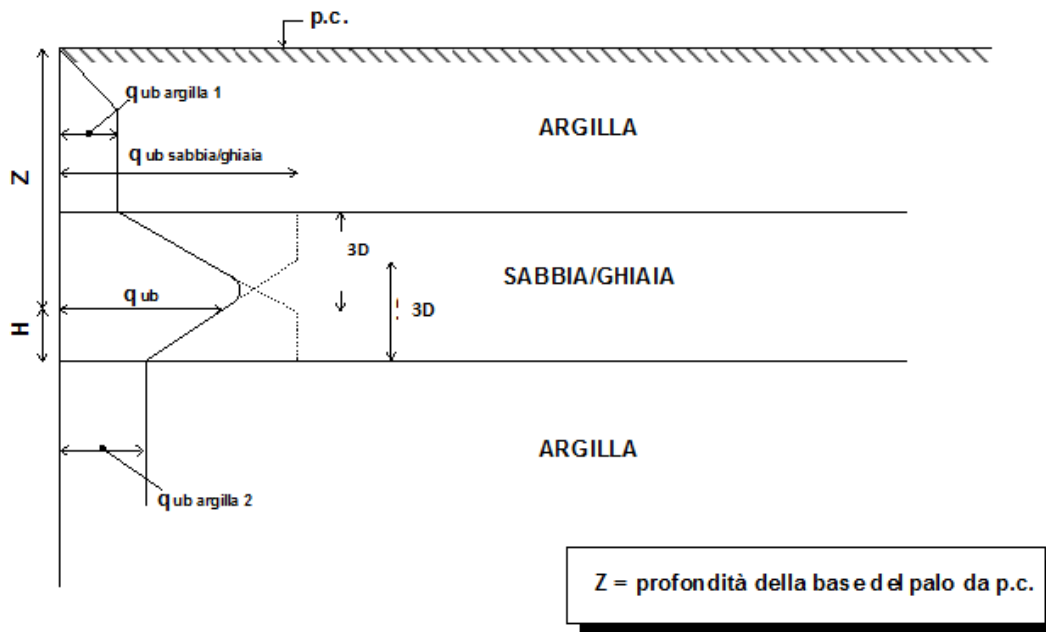 p.c.
q ub argilla 1
ARGILLA
q ub sabbia/ghiaia
Z
3D
SABBIA/GHIAIA
q ub
3D
H
ARGILLA
q ub argilla 2
Z = profondità della base del palo da p.c.